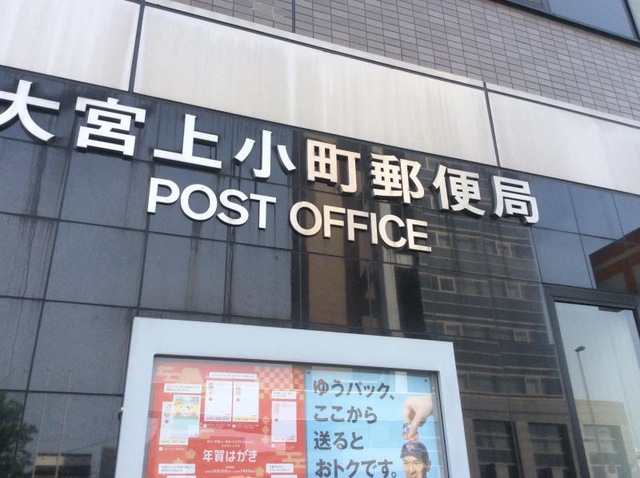 大宮上小町郵便局
POST OFFICE
年賀はがき
ゆうパック、
ここから
送ると
おトクです。